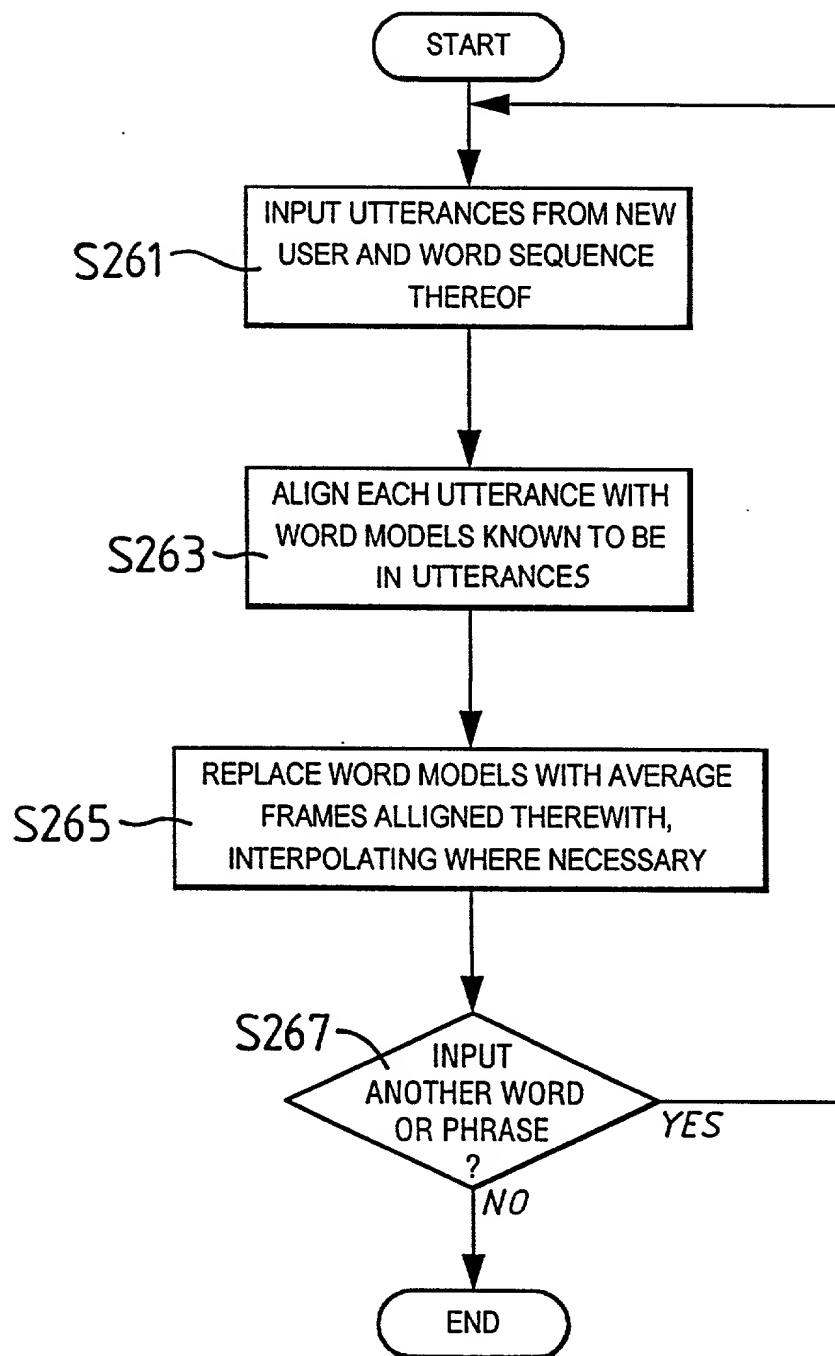 START
INPUT UTTERANCES FROM NEW
USER AND WORD SEQUENCE
THEREOF
S261
ALIGN EACH UTTERANCE WITH
WORD MODELS KNOWN TO BE
IN UTTERANCES
S263
REPLACE WORD MODELS WITH AVERAGE
FRAMES ALLIGNED THEREWITH,
INTERPOLATING WHERE NECESSARY
S265
S267
INPUT
ANOTHER WORD
OR PHRASE
?
YES
NO
END